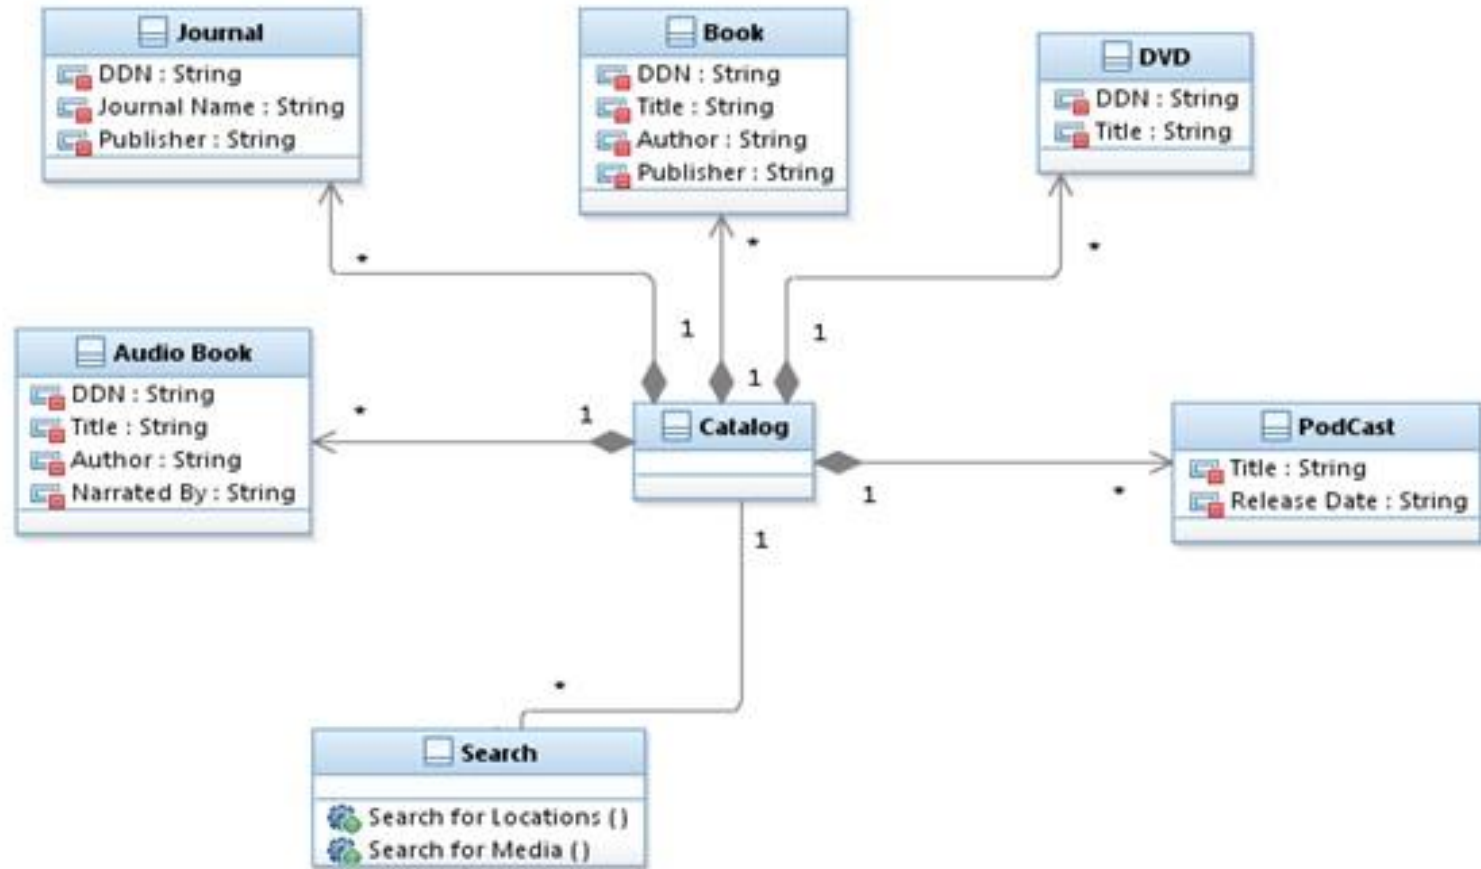 Journal
DDN : String
Journal Name : String
Publisher : String
Book
DDN : String
Title : String
Author : String
Publisher : String
DVD
DDN : String
Title : String
*
*
*
1
1
1
Audio Book
DDN : String
Title : String
Author : String
Narrated By : String
*
1
Catalog
1
*
PodCast
Title : String
Release Date : String
1
*
Search
Search for Locations ( )
Search for Media ( )